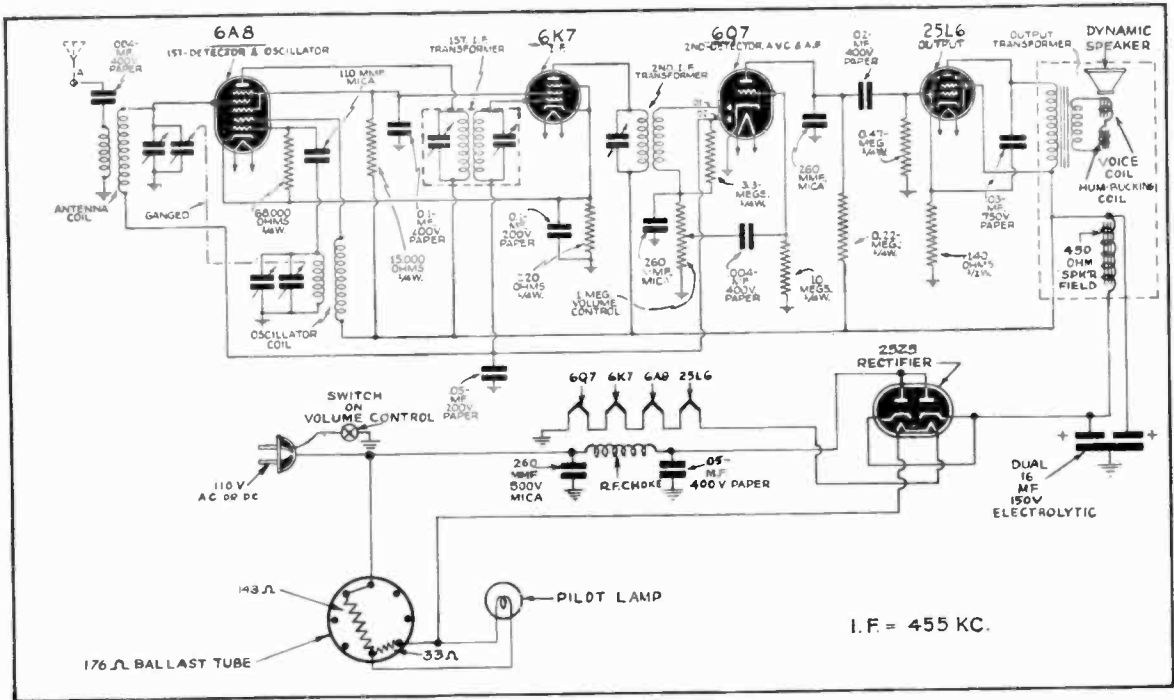 6A8
1ST-DETECTOR & OSCILLATOR
1ST. I.F.
TRANSFORMER
6K7
I.F.
6Q7
2ND-DETECTOR, A.V.C. & A.F.
25L6
OUTPUT
OUTPUT
TRANSFORMER
DYNAMIC
SPEAKER
A
.004-
MF
400V
PAPER
110 MMF
MICA
2ND. I.F.
TRANSFORMER
.02-
MF
400V
PAPER
ANTENNA
COIL
GANGED
68,000
OHMS
1/4W.
15,000
OHMS
1/4W.
0.1-
MF
200V
PAPER
0.1-
MF
200V
PAPER
220
OHMS
1/4W.
260
MMF.
MICA
1 MEG.
VOLUME
CONTROL
3.3-
MEGS.
1/4W.
.004-
MF
400V
PAPER
10
MEGS.
1/4W.
260
MMF.
MICA
0.47-
MEG.
1/4W.
0.22-
MEG.
1/4W.
140
OHMS
1/2W.
.03-
MF.
750V
PAPER
VOICE
COIL
HUM-BUCKING
COIL
450
OHM
SPK'R
FIELD
OSCILLATOR
COIL
.05-
MF
200V
PAPER
SWITCH
ON
VOLUME CONTROL
110 V
AC OR DC
6Q7 6K7 6A8 25L6
25Z5
RECTIFIER
260
MMF
500V
MICA
R.F. CHOKE
.05-
M.F
400V PAPER
+ +
DUAL
16
MF
150V
ELECTROLYTIC
143Ω
176Ω BALLAST TUBE
33Ω
PILOT LAMP
I.F. = 455 KC.